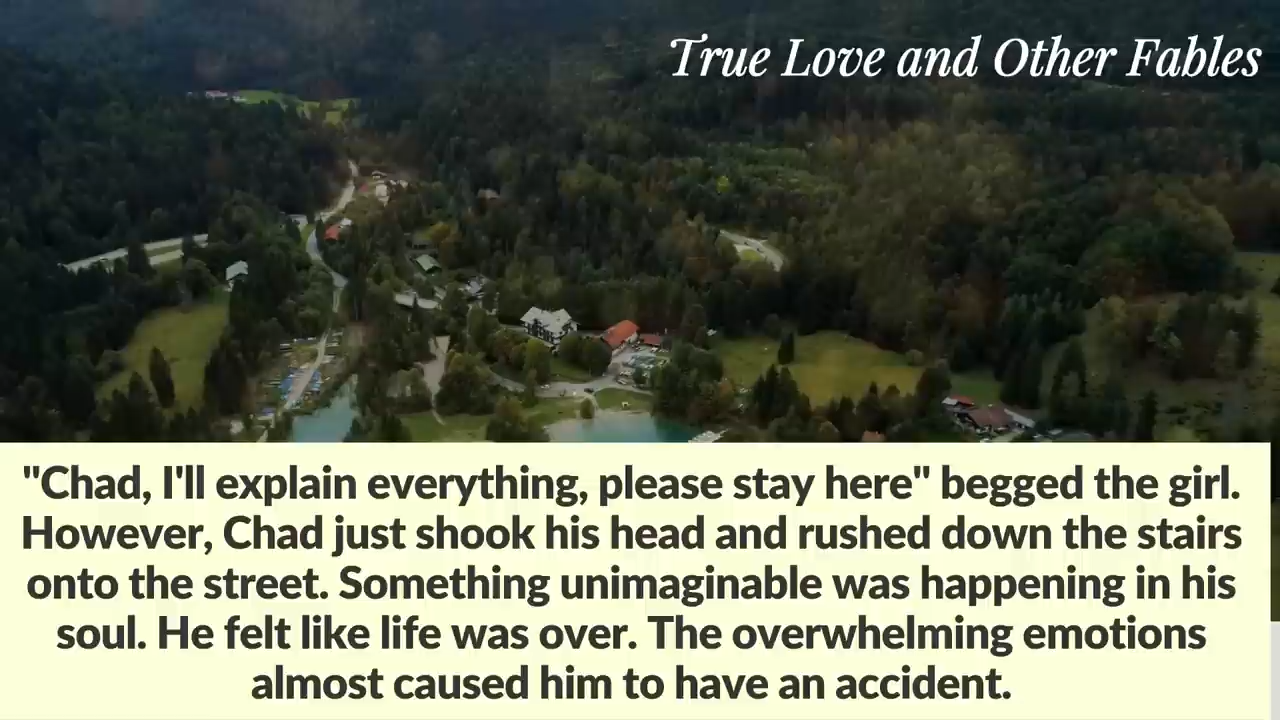 True Love and Other Fables
"Chad, I'll explain everything, please stay here" begged the girl.
However, Chad just shook his head and rushed down the stairs
onto the street. Something unimaginable was happening in his
soul. He felt like life was over. The overwhelming emotions
almost caused him to have an accident.